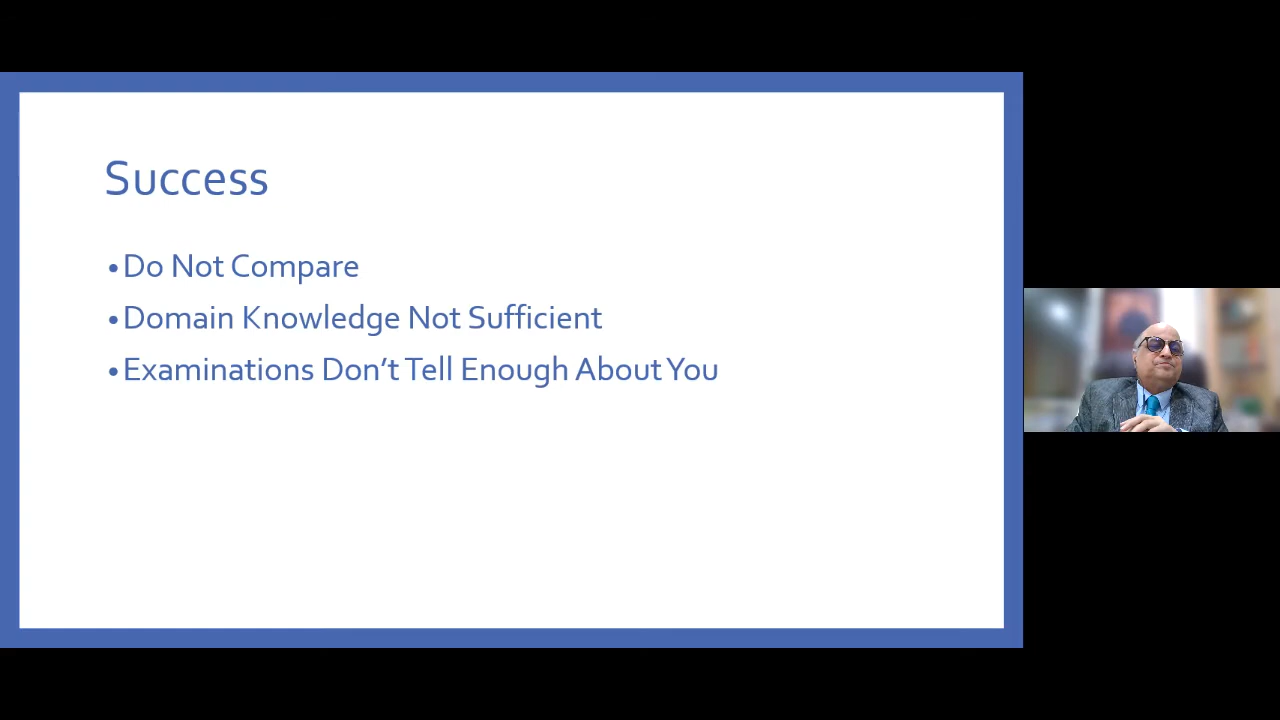 Success
•Do Not Compare
•Domain Knowledge Not Sufficient
•Examinations Don’t Tell Enough About You